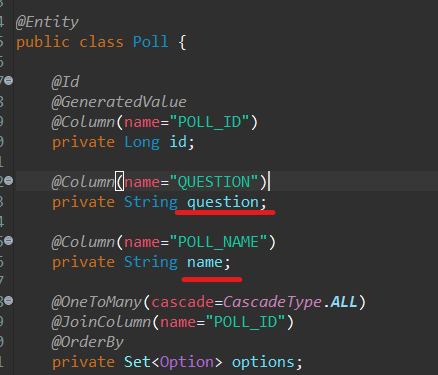 @Entity
public class Poll {
@Id
@GeneratedValue
@Column(name="POLL_ID")
private Long id;
@Column(name="QUESTION")
private String question;
@Column(name="POLL_NAME")
private String name;
@OneToMany(cascade=CascadeType.ALL)
@JoinColumn(name="POLL_ID")
@OrderBy
private Set<Option> options;